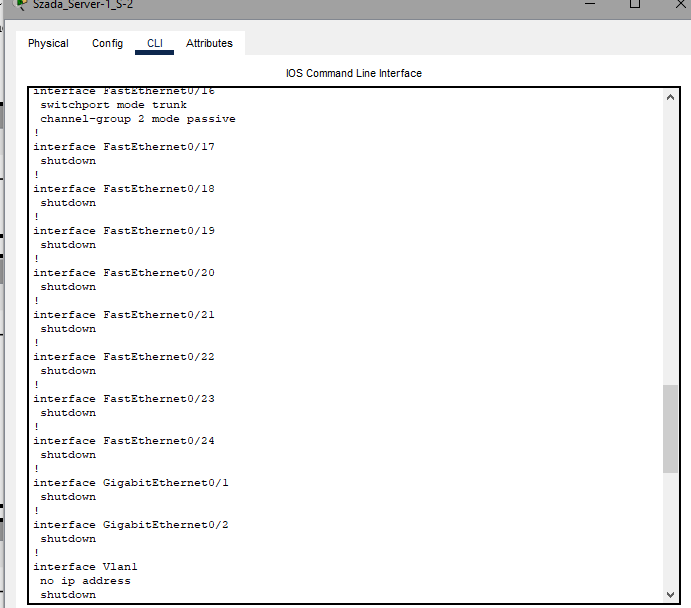 Szada_Server-1_S-2
Physical Config CLI Attributes
IOS Command Line Interface
interface FastEthernet0/16
 switchport mode trunk
 channel-group 2 mode passive
!
interface FastEthernet0/17
 shutdown
!
interface FastEthernet0/18
 shutdown
!
interface FastEthernet0/19
 shutdown
!
interface FastEthernet0/20
 shutdown
!
interface FastEthernet0/21
 shutdown
!
interface FastEthernet0/22
 shutdown
!
interface FastEthernet0/23
 shutdown
!
interface FastEthernet0/24
 shutdown
!
interface GigabitEthernet0/1
 shutdown
!
interface GigabitEthernet0/2
 shutdown
!
interface Vlan1
 no ip address
 shutdown